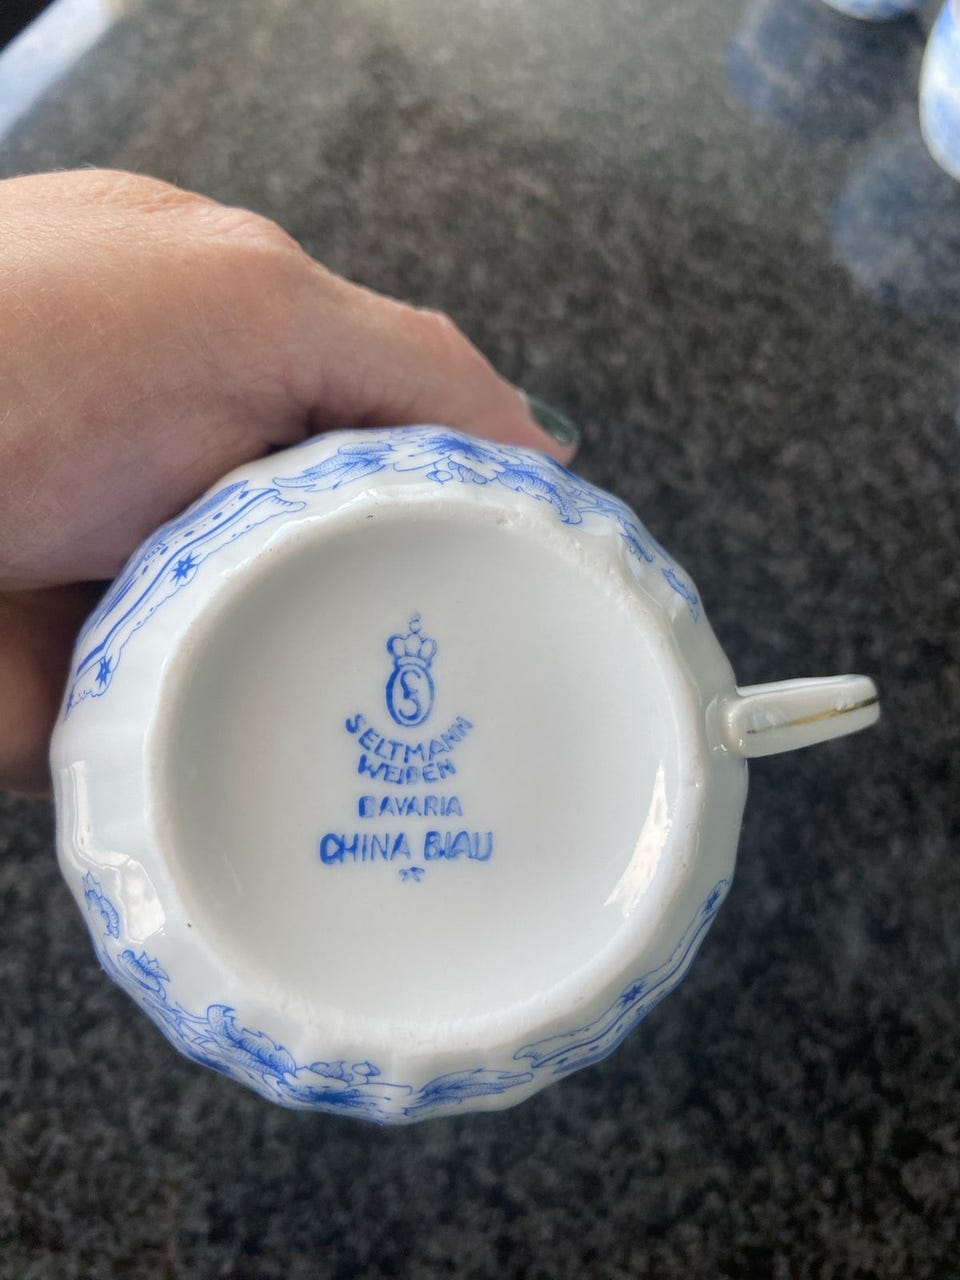 SELTMANN
WEIDEN
BAVARIA
CHINA BLAU